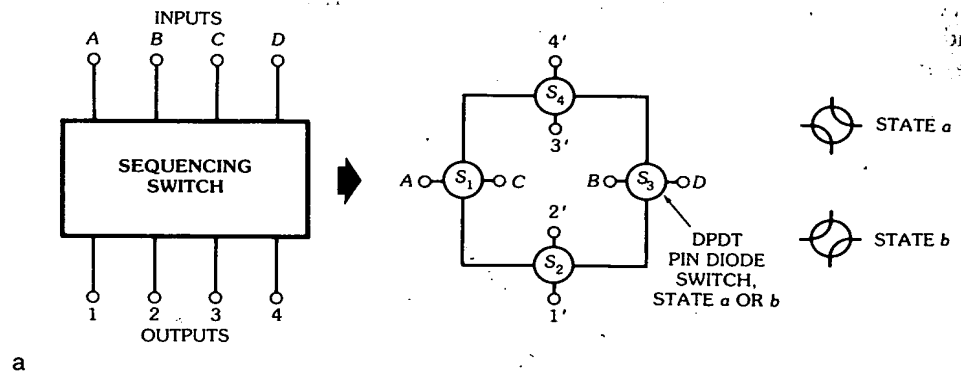 INPUTS
A B C D
SEQUENCING
SWITCH
1 2 3 4
OUTPUTS
4'
S4
3'
A S1 C
B S3 D
2'
S2
1'
DPDT
PIN DIODE
SWITCH,
STATE a OR b
STATE a
STATE b
a